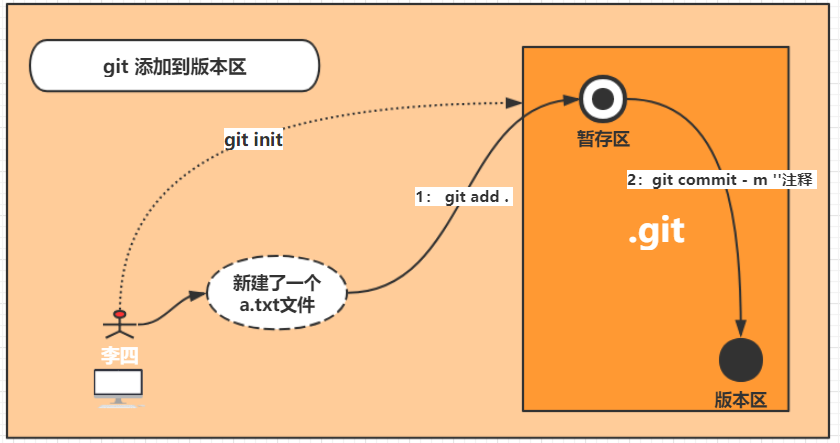 git 添加到版本区
git init
暂存区
1： git add .
2：git commit - m ''注释
.git
新建了一个
a.txt文件
李四
版本区